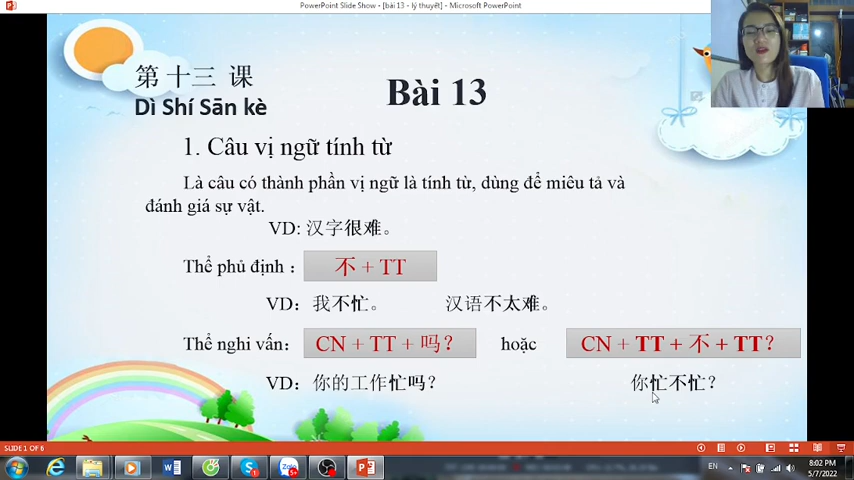 PowerPoint Slide Show - [bài 13 - lý thuyết] - Microsoft PowerPoint
第 十 三 课
Dì Shí Sān kè
Bài 13
1. Câu vị ngữ tính từ
Là câu có thành phần vị ngữ là tính từ, dùng để miêu tả và
đánh giá sự vật.
VD: 汉字很难。
Thể phủ định : 不 + TT
VD: 我不忙。 汉语不太难。
Thể nghi vấn: CN + TT + 吗? hoặc CN + TT + 不 + TT?
VD: 你的工作忙吗? 你忙不忙?
SLIDE 1 OF 6
EN
8:02 PM
5/7/2022